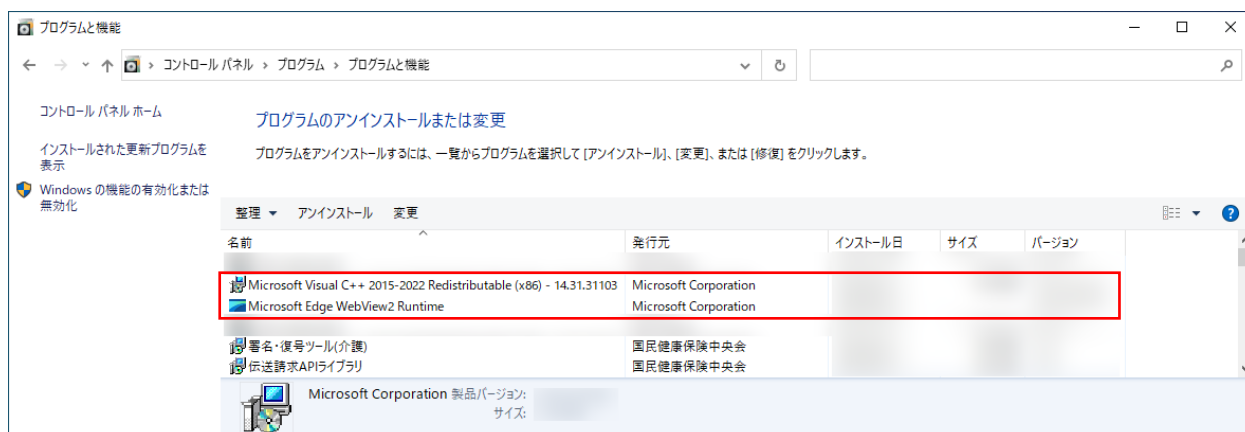 プログラムと機能
コントロール パネル › プログラム › プログラムと機能
コントロール パネル ホーム
インストールされた更新プログラムを
表示
Windows の機能の有効化または
無効化
プログラムのアンインストールまたは変更
プログラムをアンインストールするには、一覧からプログラムを選択して [アンインストール]、[変更]、または [修復] をクリックします。
整理 アンインストール 変更
名前 発行元 インストール日 サイズ バージョン
Microsoft Visual C++ 2015-2022 Redistributable (x86) - 14.31.31103 Microsoft Corporation
Microsoft Edge WebView2 Runtime Microsoft Corporation
署名・復号ツール(介護) 国民健康保険中央会
伝送請求APIライブラリ 国民健康保険中央会
Microsoft Corporation 製品バージョン:
サイズ: